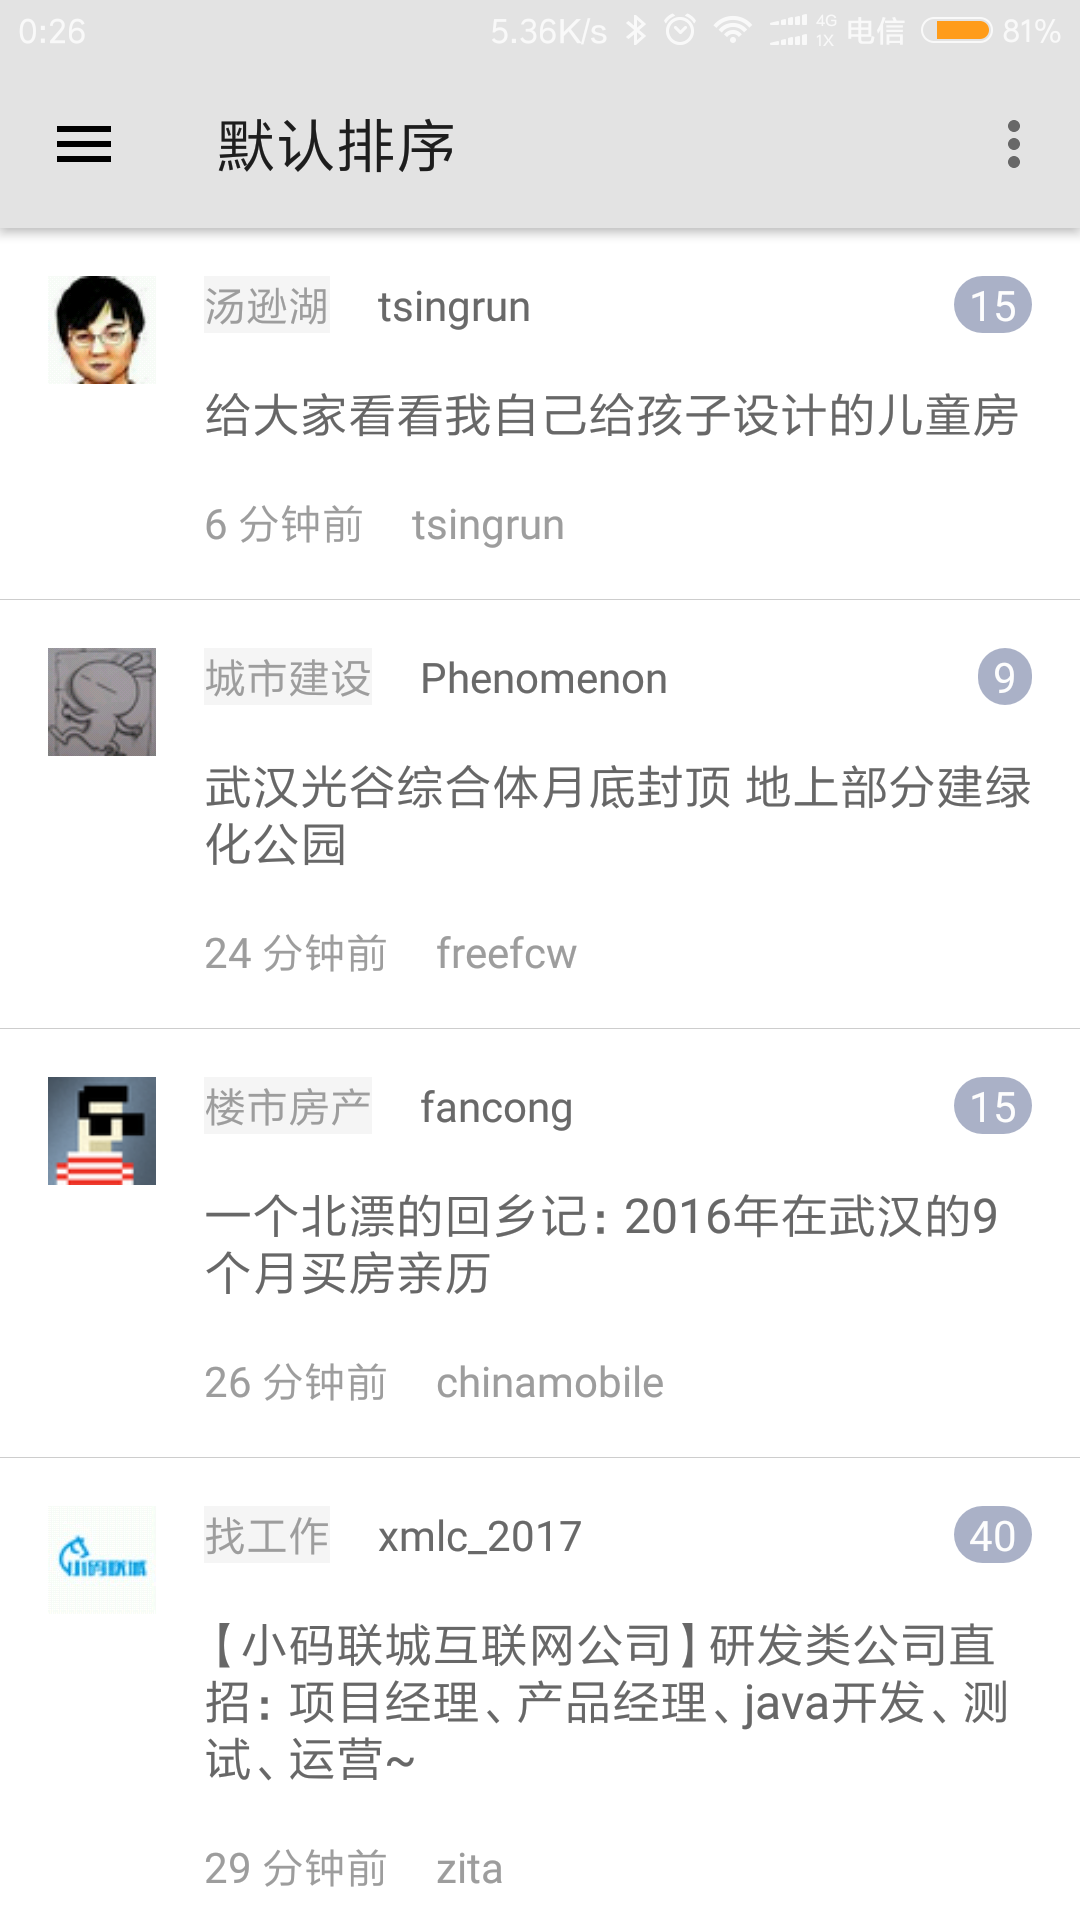 0:26 5.36K/s 4G 1X 电信 81%
默认排序
汤逊湖 tsingrun 15
给大家看看我自己给孩子设计的儿童房
6 分钟前 tsingrun
城市建设 Phenomenon 9
武汉光谷综合体月底封顶 地上部分建绿
化公园
24 分钟前 freefcw
楼市房产 fancong 15
一个北漂的回乡记：2016年在武汉的9
个月买房亲历
26 分钟前 chinamobile
小码联城
找工作 xmlc_2017 40
【小码联城互联网公司】研发类公司直
招：项目经理、产品经理、java开发、测
试、运营~
29 分钟前 zita